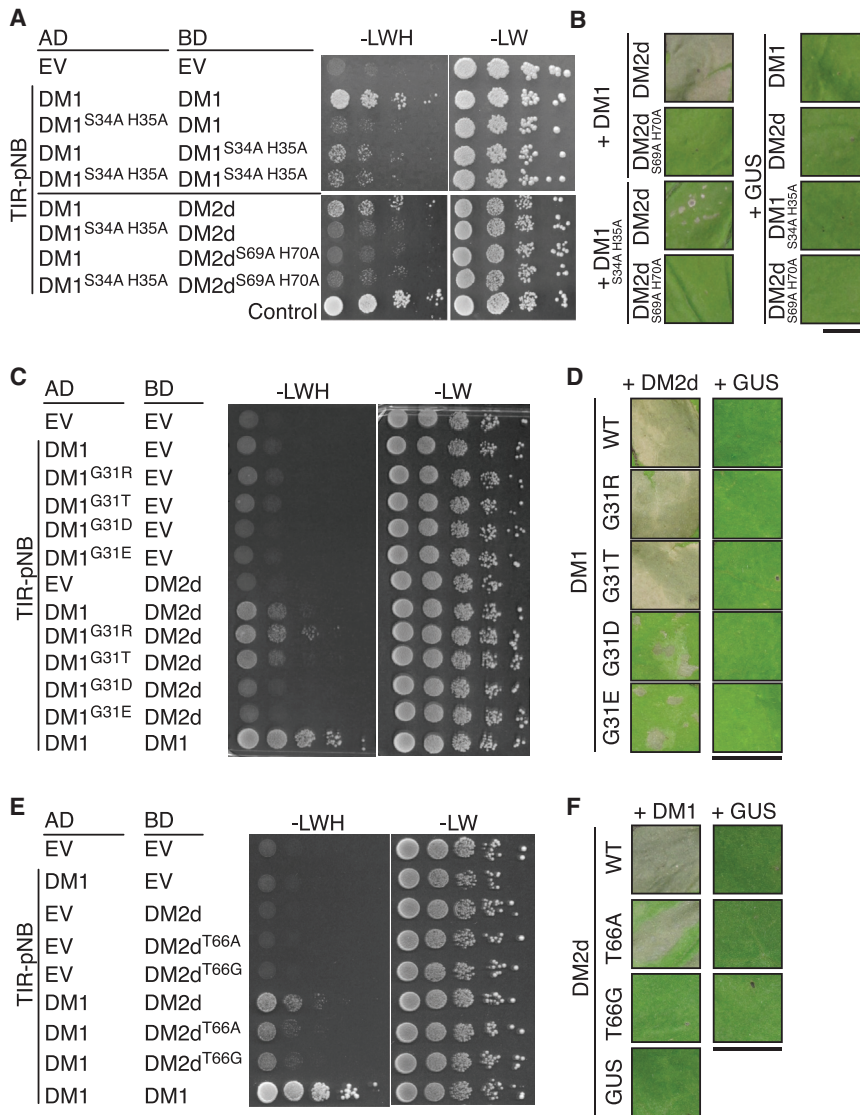 A
AD BD -LWH -LW
EV EV
TIR-pNB
DM1 DM1
DM1S34A H35A DM1
DM1 DM1S34A H35A
DM1S34A H35A DM1S34A H35A
DM1 DM2d
DM1S34A H35A DM2d
DM1 DM2dS69A H70A
DM1S34A H35A DM2dS69A H70A
Control
B
+ DM1
DM2d
DM2d S69A H70A
+ DM1 S34A H35A
DM2d
DM2d S69A H70A
+ GUS
DM1
DM2d
DM1 S34A H35A
DM2d S69A H70A
C
AD BD -LWH -LW
EV EV
TIR-pNB
DM1 EV
DM1G31R EV
DM1G31T EV
DM1G31D EV
DM1G31E EV
EV DM2d
DM1 DM2d
DM1G31R DM2d
DM1G31T DM2d
DM1G31D DM2d
DM1G31E DM2d
DM1 DM1
D
+ DM2d + GUS
DM1
WT
G31R
G31T
G31D
G31E
E
AD BD -LWH -LW
EV EV
TIR-pNB
DM1 EV
EV DM2d
EV DM2dT66A
EV DM2dT66G
DM1 DM2d
DM1 DM2dT66A
DM1 DM2dT66G
DM1 DM1
F
+ DM1 + GUS
DM2d
WT
T66A
T66G
GUS